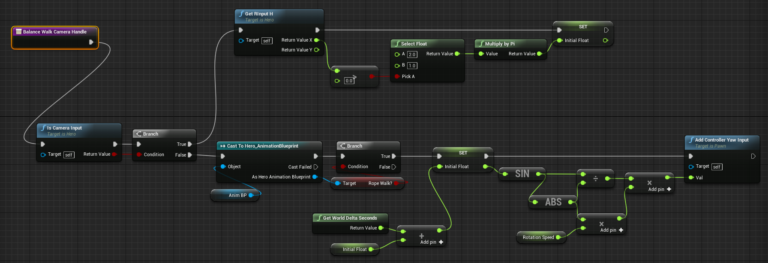 Balance Walk Camera Handle
Get RInput H
Target is Hero
Target self
Return Value X
Return Value Y
>
0.0
Select Float
A 2.0
B 1.0
Pick A
Return Value
Multiply by Pi
Value
Return Value
SET
Initial Float
Is Camera Input
Target is Hero
Target self
Return Value
Branch
Condition
True
False
Cast To Hero_AnimationBlueprint
Object
Cast Failed
As Hero Animation Blueprint
Anim BP
Branch
Condition
True
False
Target
Rope Walk?
SET
Initial Float
Get World Delta Seconds
Return Value
Initial Float
+
Add pin +
SIN
ABS
÷
×
Add pin +
Rotation Speed
×
Add pin +
Add Controller Yaw Input
Target is Pawn
Target self
Val